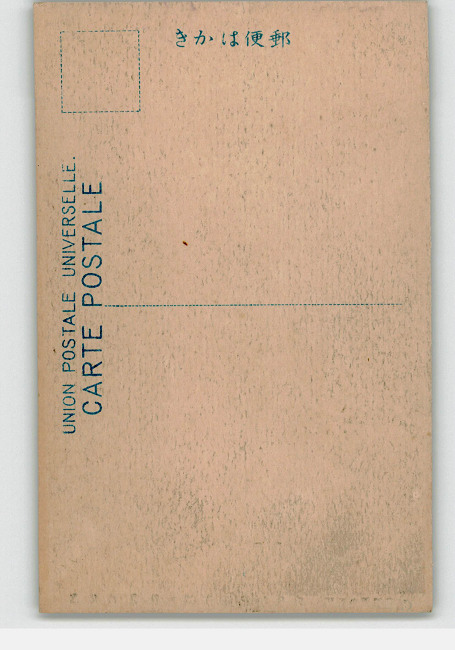 きかは便郵
UNION POSTALE UNIVERSELLE.
CARTE POSTALE